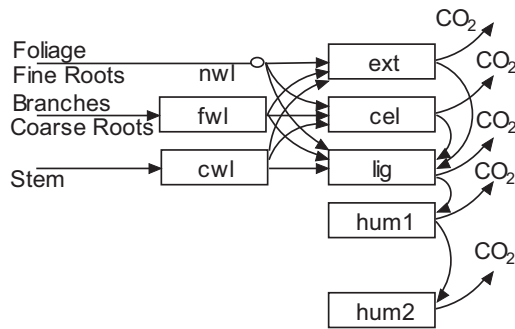 CO2
Foliage
Fine Roots
nwl
ext
CO2
Branches
Coarse Roots
fwl
cel
CO2
Stem
cwl
lig
CO2
hum1
CO2
hum2